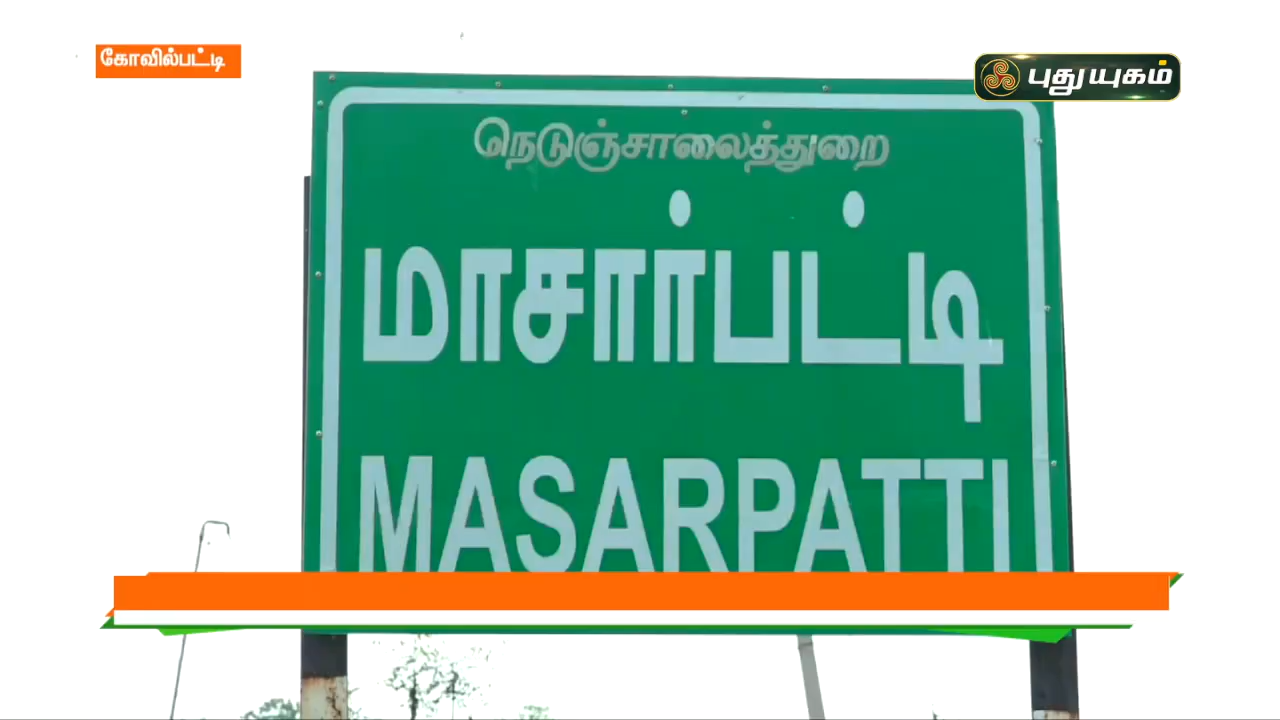 கோவில்பட்டி
புதுயுகம்
நெடுஞ்சாலைத்துறை
மாசார்பட்டி
MASARPATTI